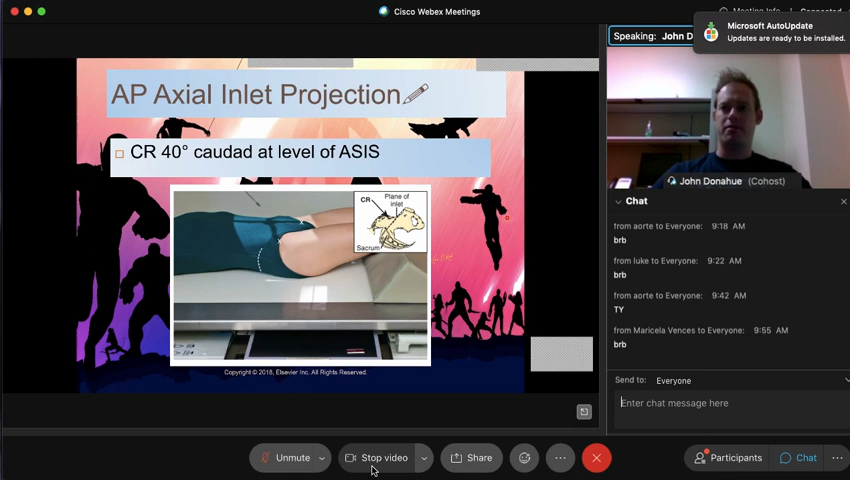 Cisco Webex Meetings
Meeting Info
Connected
Microsoft AutoUpdate
Updates are ready to be installed.
Speaking: John D
AP Axial Inlet Projection
CR 40° caudad at level of ASIS
CR
Plane of
inlet
Sacrum
Copyright © 2018, Elsevier Inc. All Rights Reserved.
John Donahue (Cohost)
Chat
from aorte to Everyone: 9:18 AM
brb
from luke to Everyone: 9:22 AM
brb
from aorte to Everyone: 9:42 AM
TY
from Maricela Vences to Everyone: 9:55 AM
brb
Send to: Everyone
Enter chat message here
Unmute
Stop video
Share
Participants
Chat